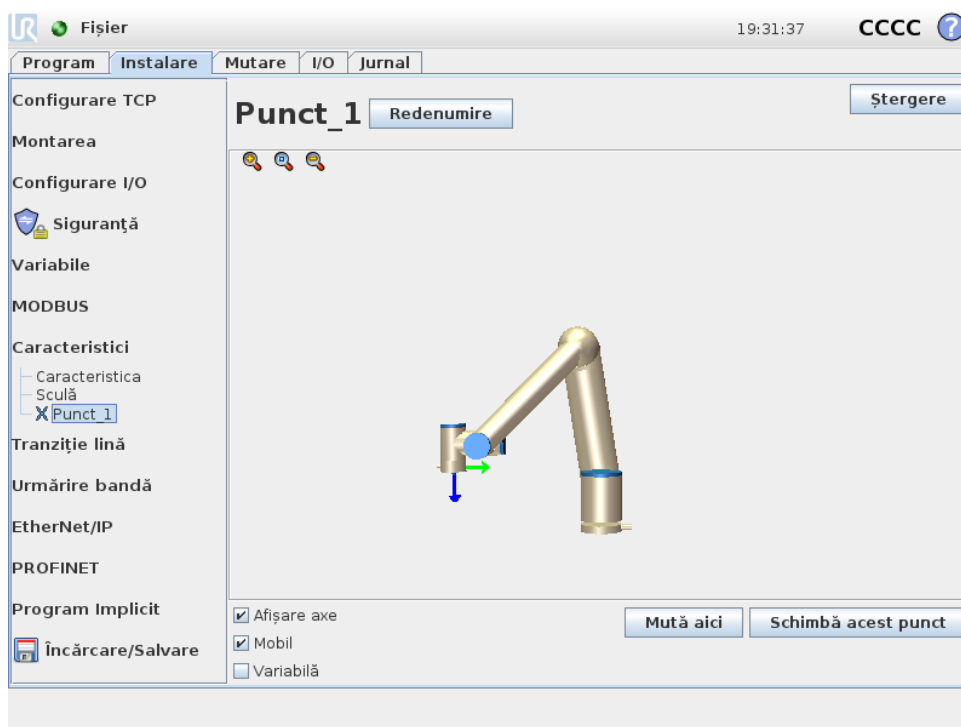 UR Fișier 19:31:37 CCCC ?
Program Instalare Mutare I/O Jurnal
Configurare TCP
Montarea
Configurare I/O
Siguranță
Variabile
MODBUS
Caracteristici
Caracteristica
Sculă
Punct_1
Tranziție lină
Urmărire bandă
EtherNet/IP
PROFINET
Program Implicit
Încărcare/Salvare
Punct_1 Redenumire Ștergere
Afișare axe
Mobil
Variabilă
Mută aici Schimbă acest punct